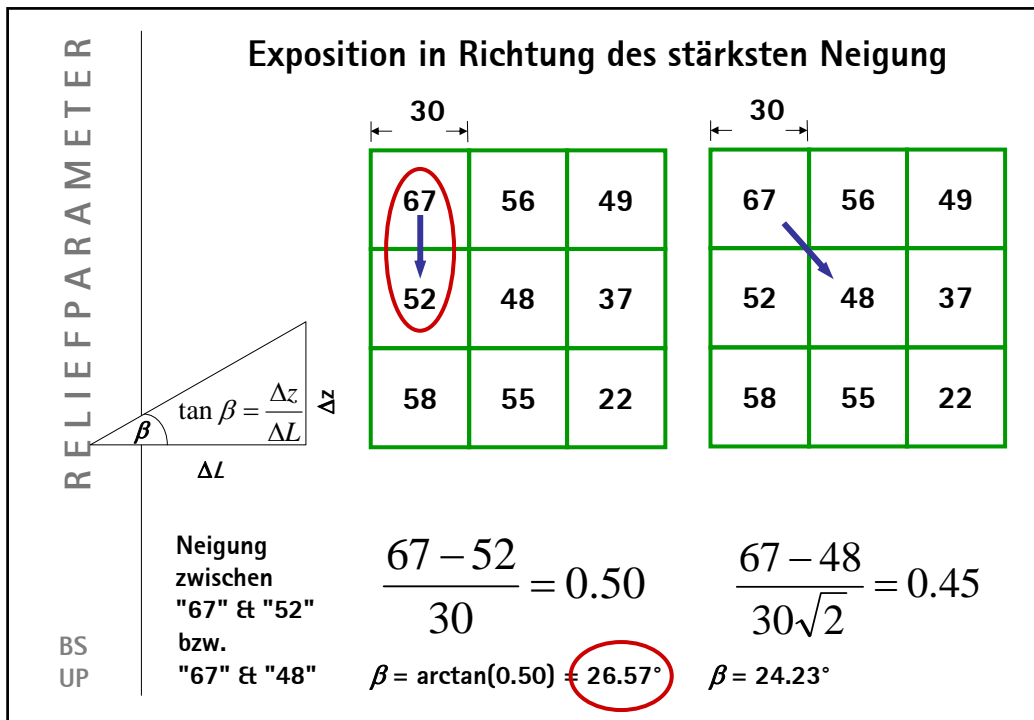 RELIEFPARAMETER
Exposition in Richtung des stärksten Neigung
30
67 56 49
52 48 37
58 55 22
30
67 56 49
52 48 37
58 55 22
tan β = Δz / ΔL
β
Δz
ΔL
Neigung
zwischen
"67" & "52"
bzw.
"67" & "48"
(67 − 52) / 30 = 0.50
β = arctan(0.50) = 26.57°
(67 − 48) / (30√2) = 0.45
β = 24.23°
BS
UP